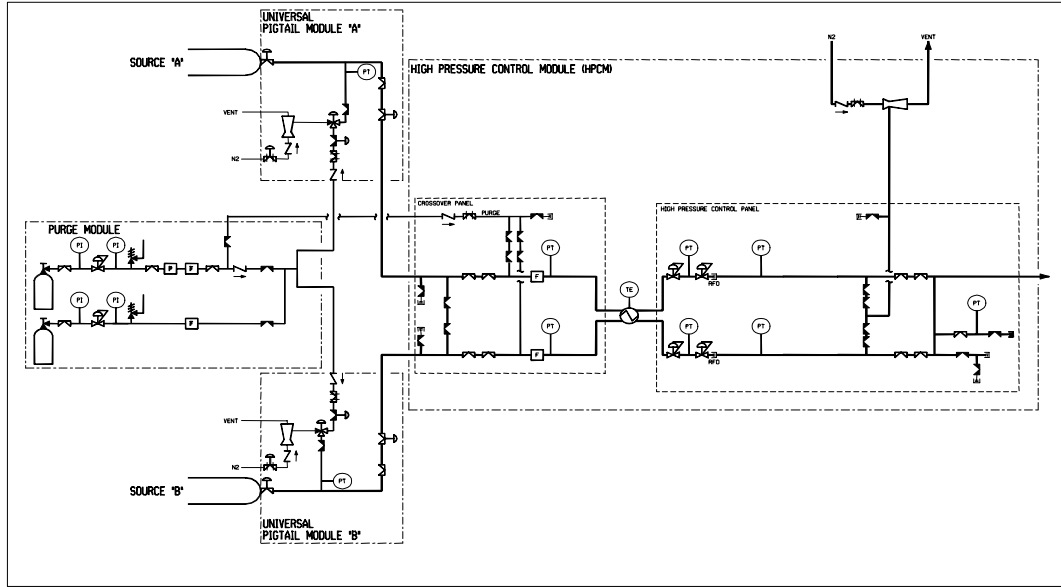 UNIVERSAL
PIGTAIL MODULE "A"
SOURCE "A"
PT
VENT
N2
HIGH PRESSURE CONTROL MODULE (HPCM)
N2
VENT
CROSSOVER PANEL
PURGE
HIGH PRESSURE CONTROL PANEL
PURGE MODULE
PI
PI
P
F
PT
F
TE
PT
PT
RFO
PI
PI
F
PT
F
PT
PT
RFO
PT
VENT
N2
PT
SOURCE "B"
UNIVERSAL
PIGTAIL MODULE "B"